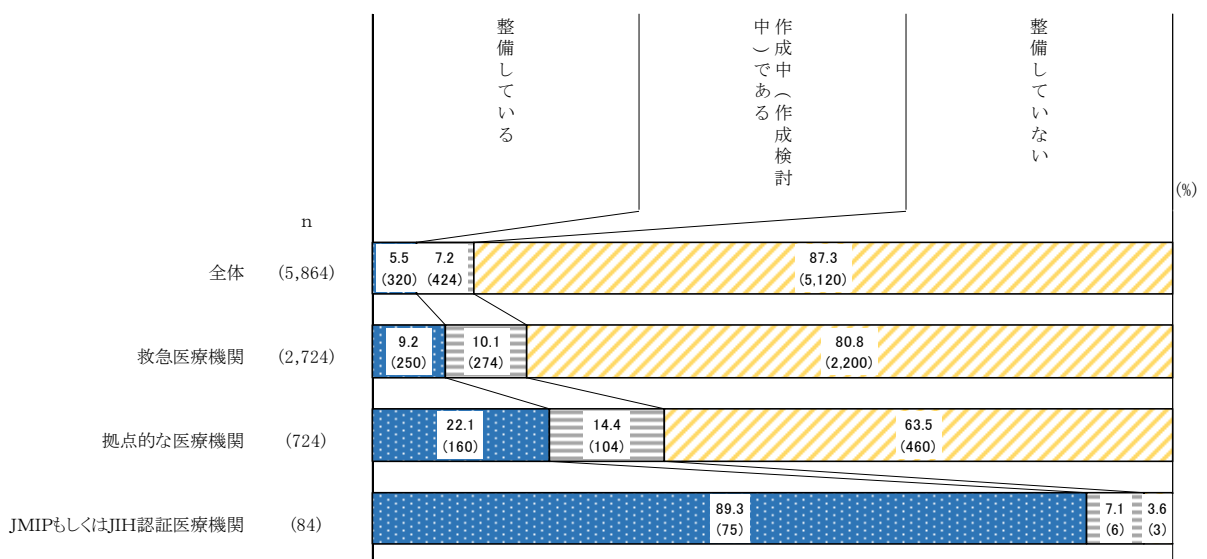 整備している
作成中(作成検討
中)である
整備していない
(%)
n
全体 (5,864)
5.5 7.2 87.3
(320) (424) (5,120)
救急医療機関 (2,724)
9.2 10.1 80.8
(250) (274) (2,200)
拠点的な医療機関 (724)
22.1 14.4 63.5
(160) (104) (460)
JMIPもしくはJIH認証医療機関 (84)
89.3 7.1 3.6
(75) (6) (3)